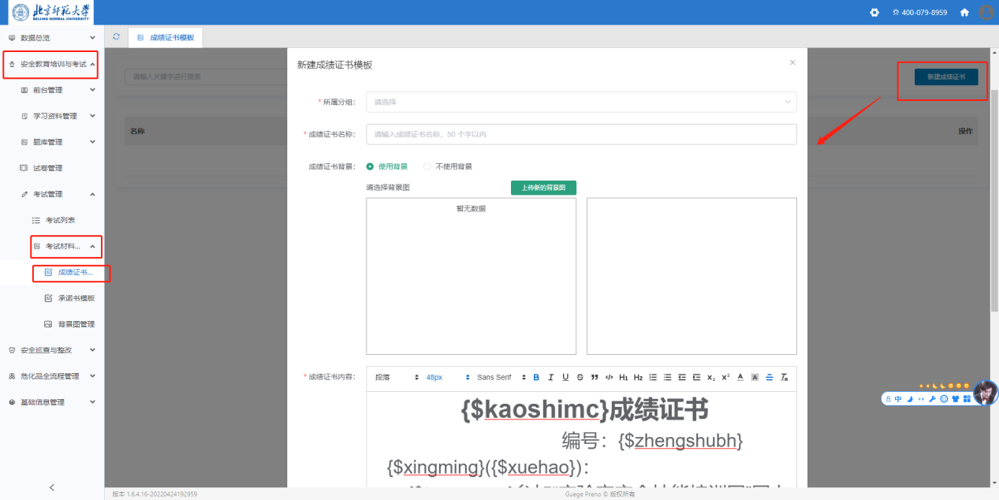 北京师范大学
BEIJING NORMAL UNIVERSITY
400-079-8959
数据总览
成绩证书模板
安全教育培训与考试
前台管理
学习资料管理
题库管理
试卷管理
考试管理
考试列表
考试材料...
成绩证书...
承诺书模板
背景图管理
安全巡查与整改
危化品全流程管理
基础信息管理
请输入关键字进行搜索
新建成绩证书
名称
操作
新建成绩证书模板
* 所属分组：
请选择
* 成绩证书名称：
请输入成绩证书名称，50 个字以内
成绩证书背景：
使用背景
不使用背景
请选择背景图
上传新的背景图
暂无数据
* 成绩证书内容：
段落
48px
Sans Serif
B I U S ” </> H1 H2 X₂ X² A A Tx
{$kaoshimc}成绩证书
编号：{$zhengshubh}
{$xingming}({$xuehao})：
中
版本 1.6.4.16-20220424192959
Guege Preno © 版权所有